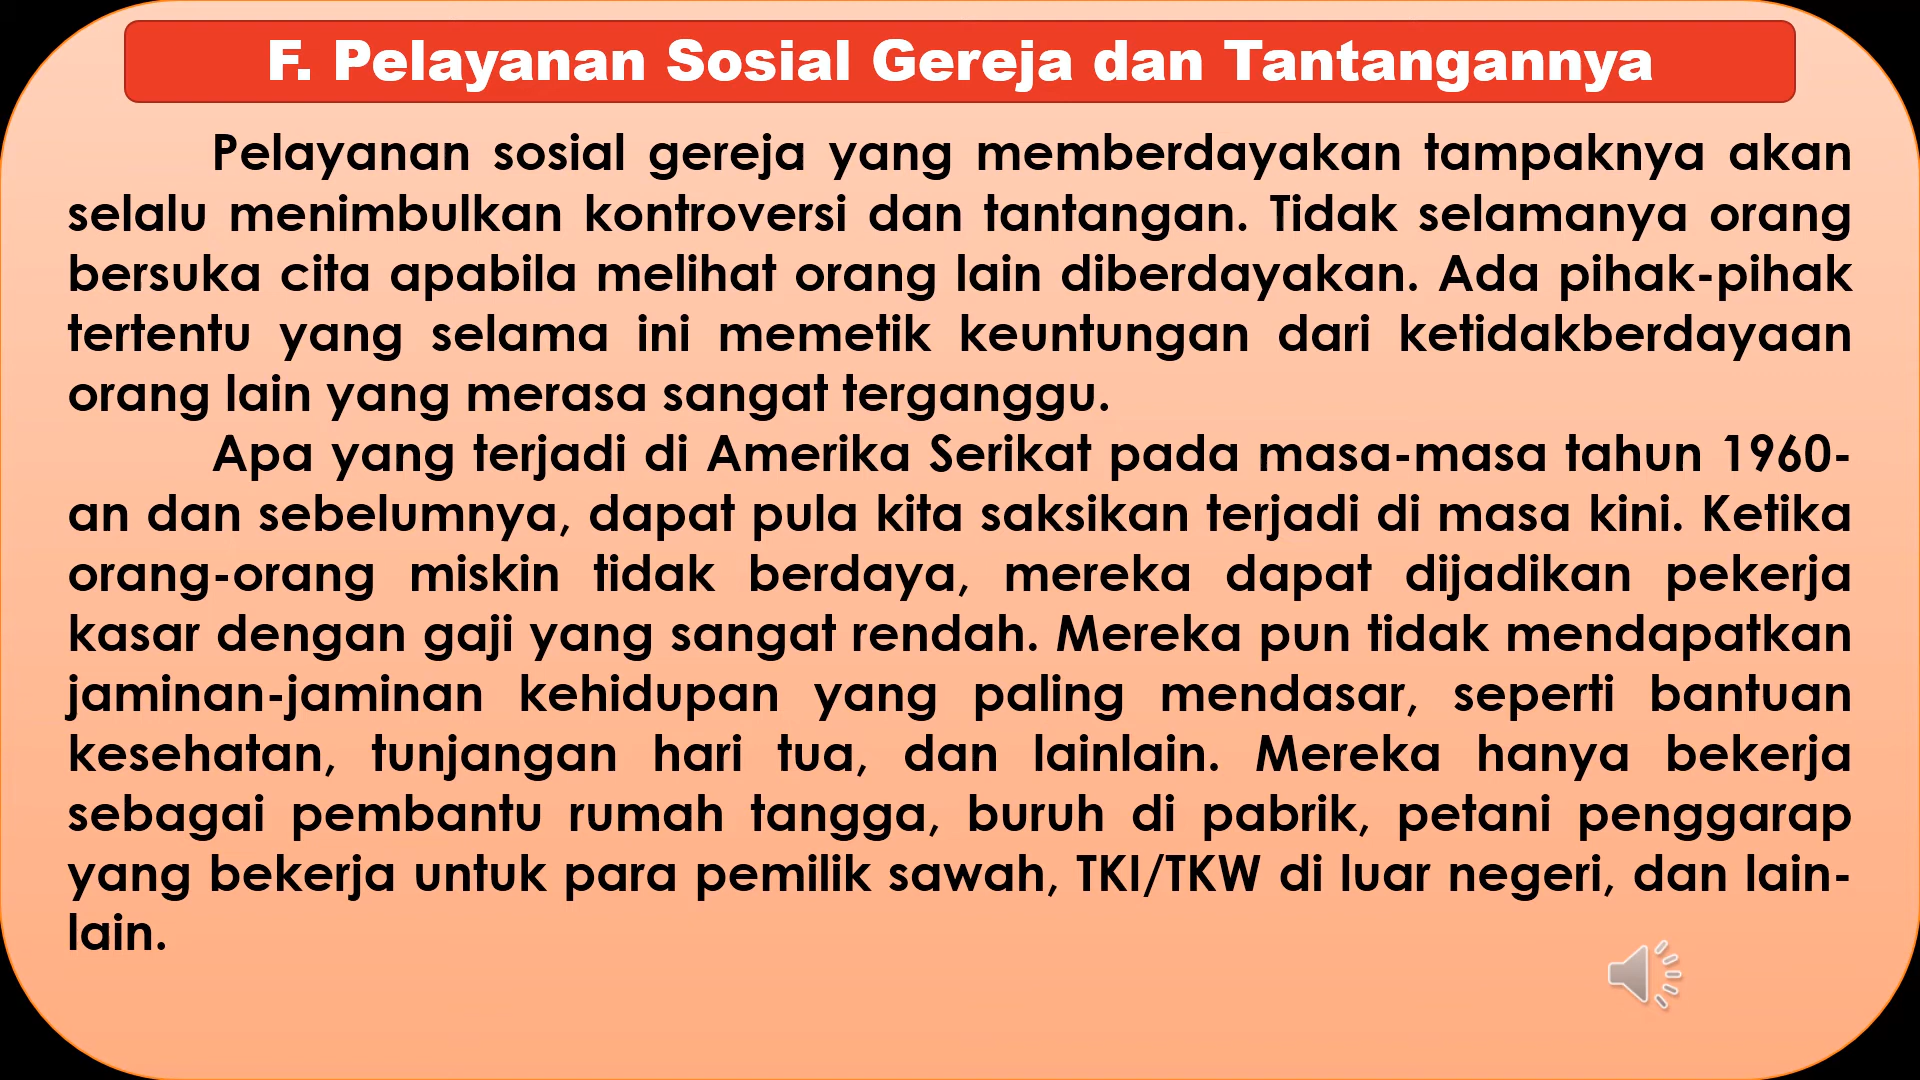 F. Pelayanan Sosial Gereja dan Tantangannya
Pelayanan sosial gereja yang memberdayakan tampaknya akan
selalu menimbulkan kontroversi dan tantangan. Tidak selamanya orang
bersuka cita apabila melihat orang lain diberdayakan. Ada pihak-pihak
tertentu yang selama ini memetik keuntungan dari ketidakberdayaan
orang lain yang merasa sangat terganggu.
Apa yang terjadi di Amerika Serikat pada masa-masa tahun 1960-
an dan sebelumnya, dapat pula kita saksikan terjadi di masa kini. Ketika
orang-orang miskin tidak berdaya, mereka dapat dijadikan pekerja
kasar dengan gaji yang sangat rendah. Mereka pun tidak mendapatkan
jaminan-jaminan kehidupan yang paling mendasar, seperti bantuan
kesehatan, tunjangan hari tua, dan lainlain. Mereka hanya bekerja
sebagai pembantu rumah tangga, buruh di pabrik, petani penggarap
yang bekerja untuk para pemilik sawah, TKI/TKW di luar negeri, dan lain-
lain.